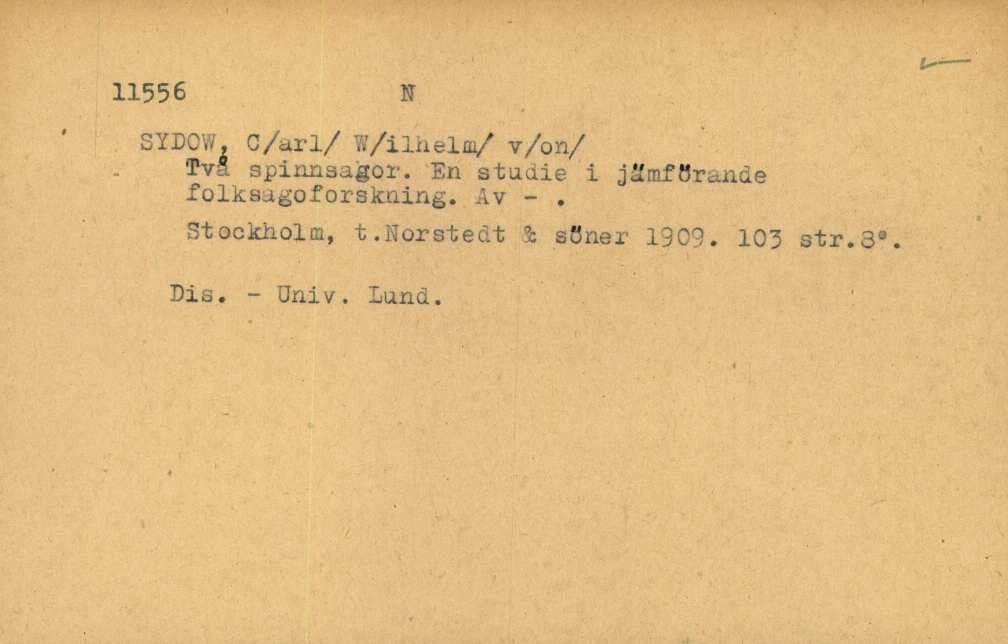 11556 N
SYDOW, C/arl/ W/ilhelm/ v/on/
Två spinnsagor. En studie i jämförande
folksagoforskning. Av - .
Stockholm, t.Norstedt & söner 1909. 103 str.8°.
Dis. - Univ. Lund.